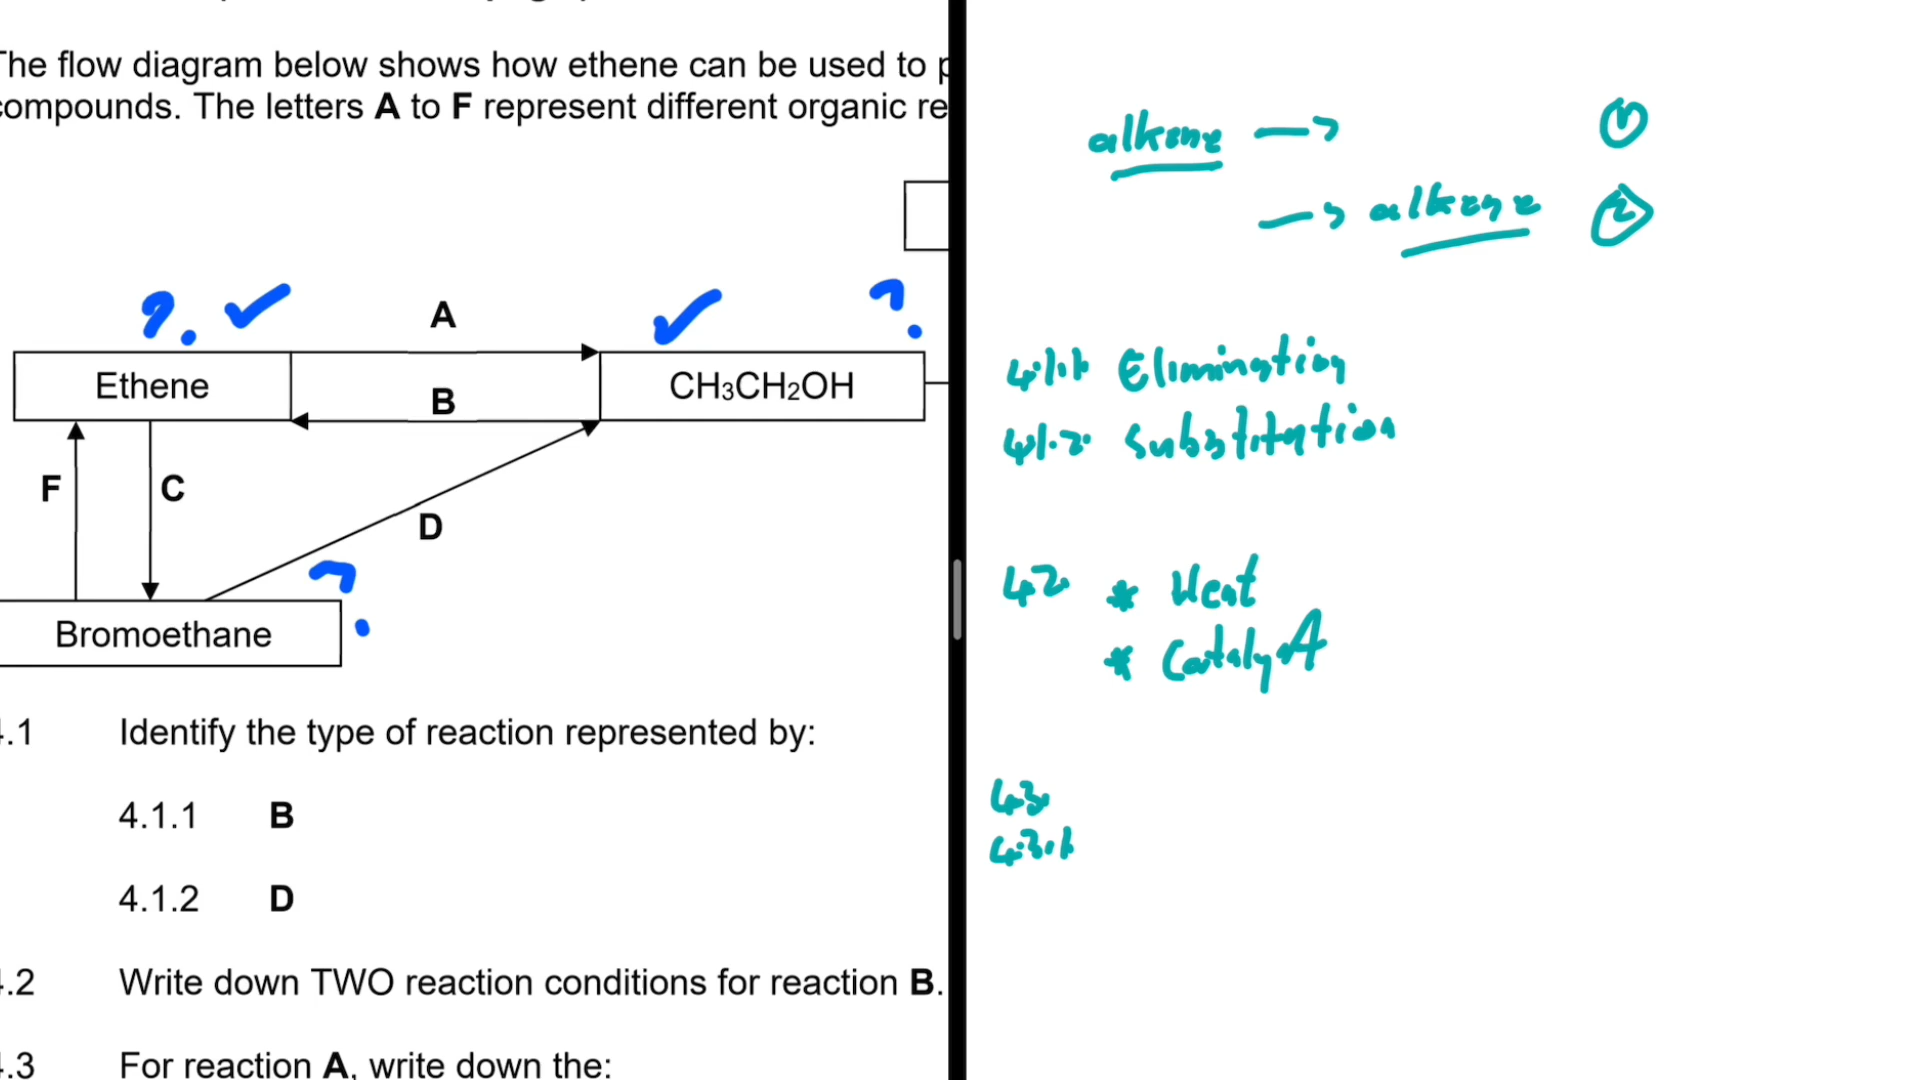 The flow diagram below shows how ethene can be used to p
compounds. The letters A to F represent different organic re
A
Ethene
B
CH₃CH₂OH
F
C
D
Bromoethane
.1 Identify the type of reaction represented by:
4.1.1 B
4.1.2 D
.2 Write down TWO reaction conditions for reaction B.
.3 For reaction A, write down the:
alkene → ①
→ alkene ②
4.1.1 Elimination
4.1.2 Substitution
4.2 * Heat
* Catalyst
4.3
4.3.1